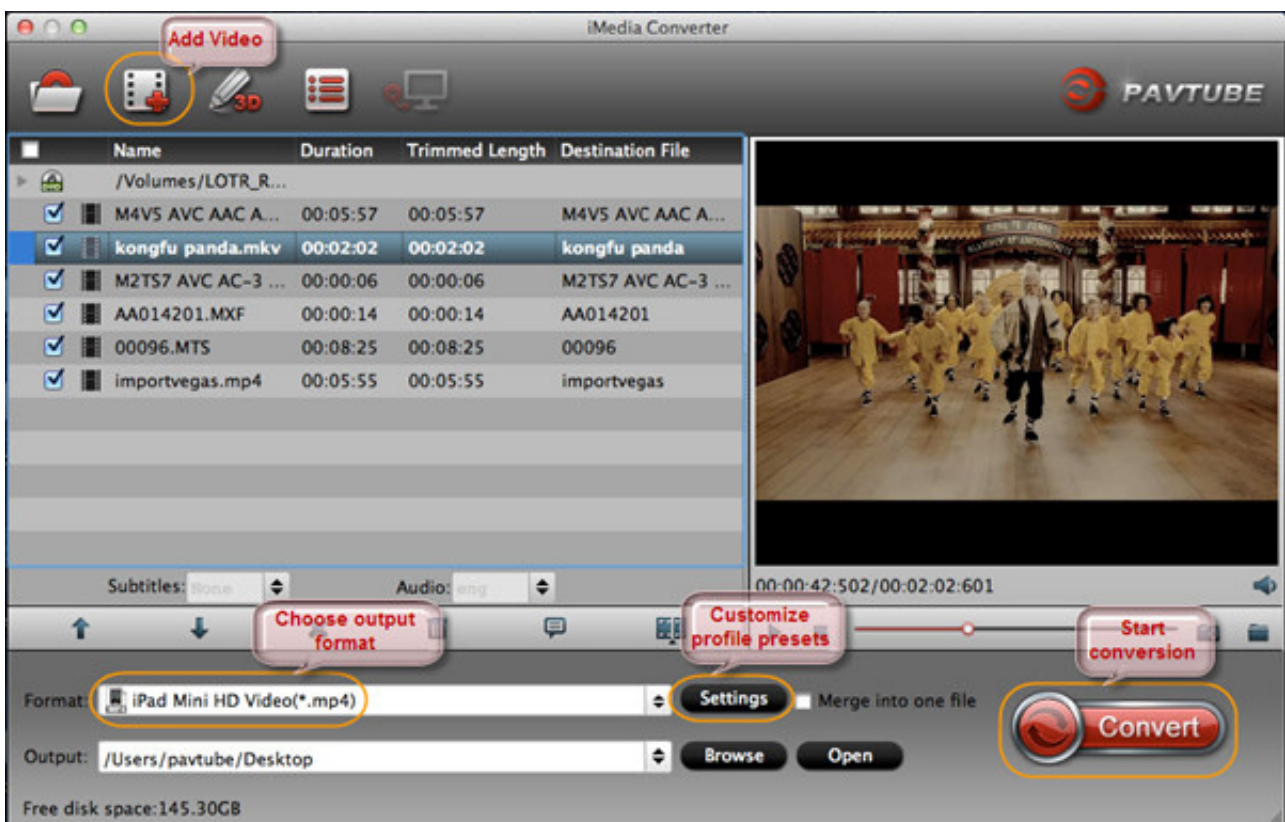 iMedia Converter
Add Video
3D
PAVTUBE
Name Duration Trimmed Length Destination File
/Volumes/LOTR_R...
M4V5 AVC AAC A... 00:05:57 00:05:57 M4V5 AVC AAC A...
kongfu panda.mkv 00:02:02 00:02:02 kongfu panda
M2TS7 AVC AC-3 ... 00:00:06 00:00:06 M2TS7 AVC AC-3 ...
AA014201.MXF 00:00:14 00:00:14 AA014201
00096.MTS 00:08:25 00:08:25 00096
importvegas.mp4 00:05:55 00:05:55 importvegas
Subtitles: None Audio: eng
00:00:42:502/00:02:02:601
Choose output format
Customize profile presets
Start conversion
Format: iPad Mini HD Video(*.mp4) Settings Merge into one file
Convert
Output: /Users/pavtube/Desktop Browse Open
Free disk space:145.30GB